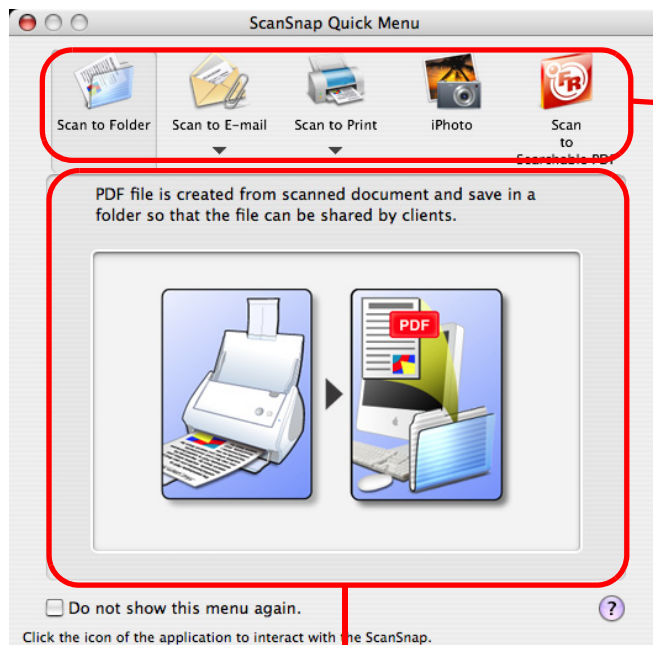 ScanSnap Quick Menu
Scan to Folder
Scan to E-mail
Scan to Print
iPhoto
Scan
to
Searchable PDF
PDF file is created from scanned document and save in a
folder so that the file can be shared by clients.
PDF
Do not show this menu again.
?
Click the icon of the application to interact with the ScanSnap.